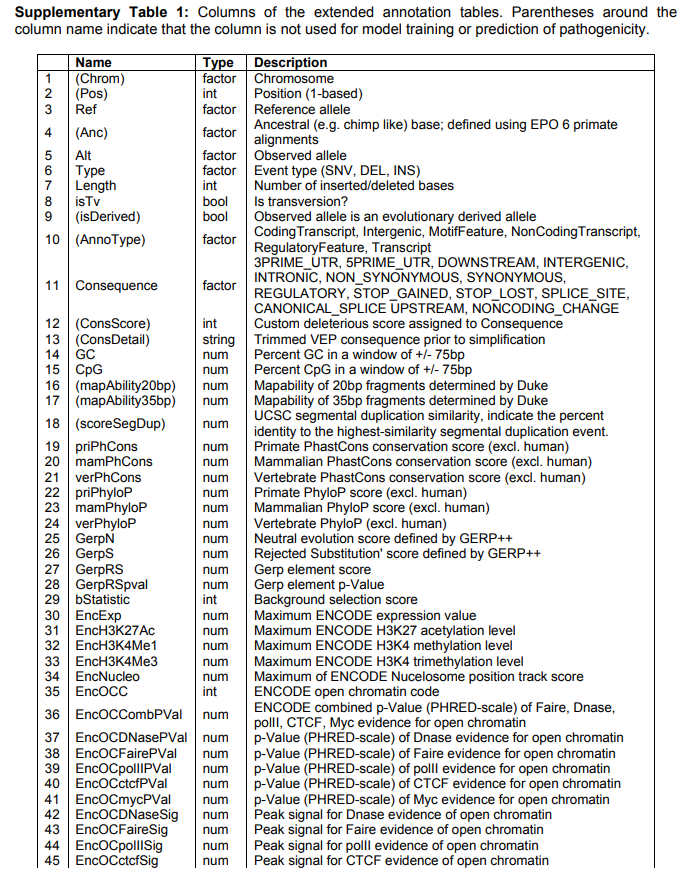 Supplementary Table 1: Columns of the extended annotation tables. Parentheses around the
column name indicate that the column is not used for model training or prediction of pathogenicity.
Name Type Description
1 (Chrom) factor Chromosome
2 (Pos) int Position (1-based)
3 Ref factor Reference allele
4 (Anc) factor Ancestral (e.g. chimp like) base; defined using EPO 6 primate
alignments
5 Alt factor Observed allele
6 Type factor Event type (SNV, DEL, INS)
7 Length int Number of inserted/deleted bases
8 isTv bool Is transversion?
9 (isDerived) bool Observed allele is an evolutionary derived allele
10 (AnnoType) factor CodingTranscript, Intergenic, MotifFeature, NonCodingTranscript,
RegulatoryFeature, Transcript
11 Consequence factor 3PRIME_UTR, 5PRIME_UTR, DOWNSTREAM, INTERGENIC,
INTRONIC, NON_SYNONYMOUS, SYNONYMOUS,
REGULATORY, STOP_GAINED, STOP_LOST, SPLICE_SITE,
CANONICAL_SPLICE UPSTREAM, NONCODING_CHANGE
12 (ConsScore) int Custom deleterious score assigned to Consequence
13 (ConsDetail) string Trimmed VEP consequence prior to simplification
14 GC num Percent GC in a window of +/- 75bp
15 CpG num Percent CpG in a window of +/- 75bp
16 (mapAbility20bp) num Mapability of 20bp fragments determined by Duke
17 (mapAbility35bp) num Mapability of 35bp fragments determined by Duke
18 (scoreSegDup) num UCSC segmental duplication similarity, indicate the percent
identity to the highest-similarity segmental duplication event.
19 priPhCons num Primate PhastCons conservation score (excl. human)
20 mamPhCons num Mammalian PhastCons conservation score (excl. human)
21 verPhCons num Vertebrate PhastCons conservation score (excl. human)
22 priPhyloP num Primate PhyloP score (excl. human)
23 mamPhyloP num Mammalian PhyloP score (excl. human)
24 verPhyloP num Vertebrate PhyloP (excl. human)
25 GerpN num Neutral evolution score defined by GERP++
26 GerpS num Rejected Substitution' score defined by GERP++
27 GerpRS num Gerp element score
28 GerpRSpval num Gerp element p-Value
29 bStatistic int Background selection score
30 EncExp num Maximum ENCODE expression value
31 EncH3K27Ac num Maximum ENCODE H3K27 acetylation level
32 EncH3K4Me1 num Maximum ENCODE H3K4 methylation level
33 EncH3K4Me3 num Maximum ENCODE H3K4 trimethylation level
34 EncNucleo num Maximum of ENCODE Nucelosome position track score
35 EncOCC int ENCODE open chromatin code
36 EncOCCombPVal num ENCODE combined p-Value (PHRED-scale) of Faire, Dnase,
polII, CTCF, Myc evidence for open chromatin
37 EncOCDNasePVal num p-Value (PHRED-scale) of Dnase evidence for open chromatin
38 EncOCFairePVal num p-Value (PHRED-scale) of Faire evidence for open chromatin
39 EncOCpolIIPVal num p-Value (PHRED-scale) of polII evidence for open chromatin
40 EncOCctcfPVal num p-Value (PHRED-scale) of CTCF evidence for open chromatin
41 EncOCmycPVal num p-Value (PHRED-scale) of Myc evidence for open chromatin
42 EncOCDNaseSig num Peak signal for Dnase evidence of open chromatin
43 EncOCFaireSig num Peak signal for Faire evidence of open chromatin
44 EncOCpolIISig num Peak signal for polII evidence of open chromatin
45 EncOCctcfSig num Peak signal for CTCF evidence of open chromatin